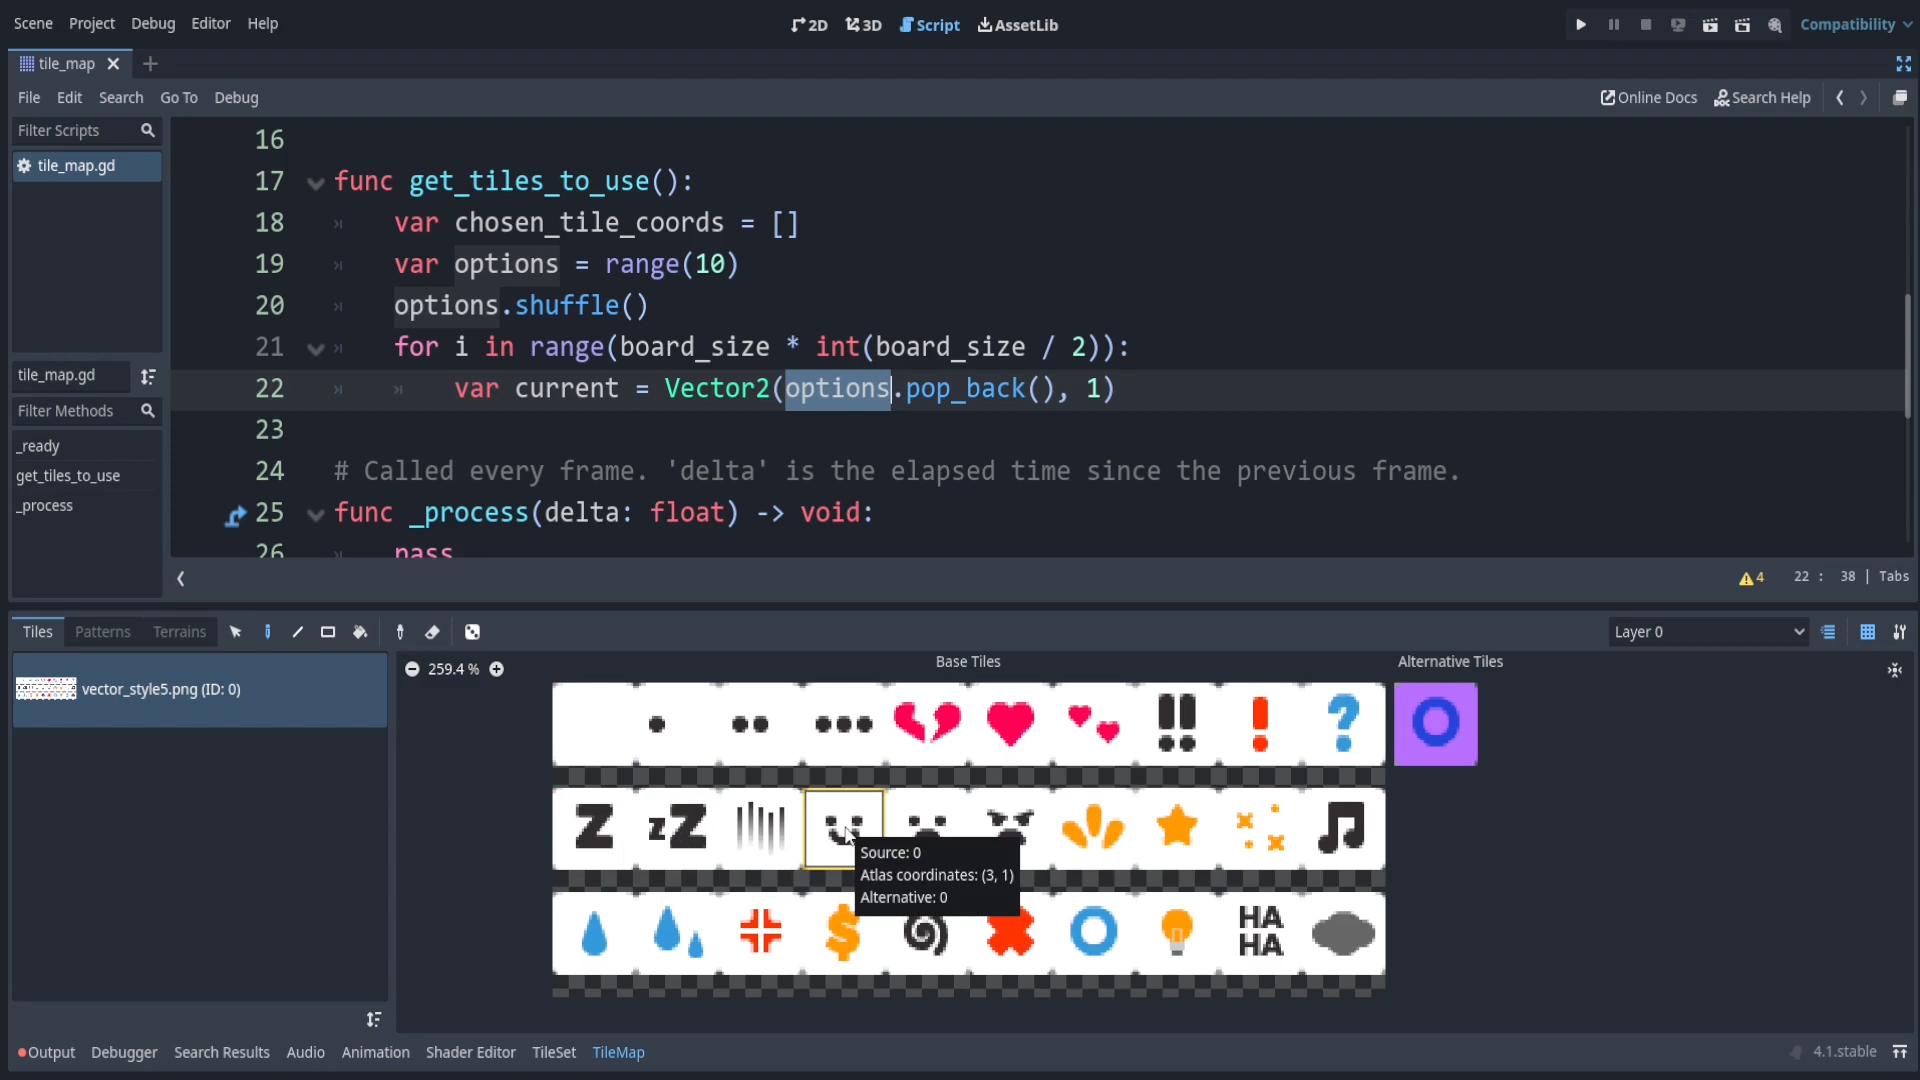 Scene Project Debug Editor Help
2D 3D Script AssetLib
Compatibility
tile_map
File Edit Search Go To Debug
Online Docs Search Help
Filter Scripts
tile_map.gd
tile_map.gd
Filter Methods
_ready
get_tiles_to_use
_process
16
17 func get_tiles_to_use():
18 var chosen_tile_coords = []
19 var options = range(10)
20 options.shuffle()
21 for i in range(board_size * int(board_size / 2)):
22 var current = Vector2(options.pop_back(), 1)
23
24 # Called every frame. 'delta' is the elapsed time since the previous frame.
25 func _process(delta: float) -> void:
26 pass
4 22 : 38 | Tabs
Tiles Patterns Terrains
Layer 0
vector_style5.png (ID: 0)
259.4 %
Base Tiles
Alternative Tiles
!! ! ?
Z zZ
Source: 0
Atlas coordinates: (3, 1)
Alternative: 0
$
HA
HA
Output Debugger Search Results Audio Animation Shader Editor TileSet TileMap
4.1.stable